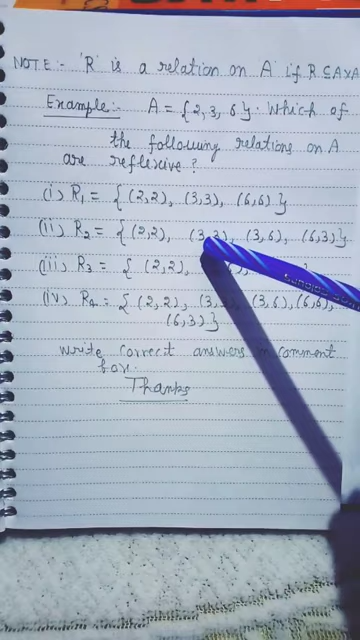 NOTE:- 'R' is a relation on A if R ⊆ A×A
Example:- A = {2, 3, 6}. Which of
the following relations on A
are reflexive?
(i) R₁ = { (2,2), (3,3), (6,6)}
(ii) R₂ = { (2,2), (3,3), (3,6), (6,3)}
(iii) R₃ = { (2,2),
(iv) R₄ = { (2,2), (3, (3,6), (6,6),
(6,3)}
Write correct answers in comment
box.
Thanks